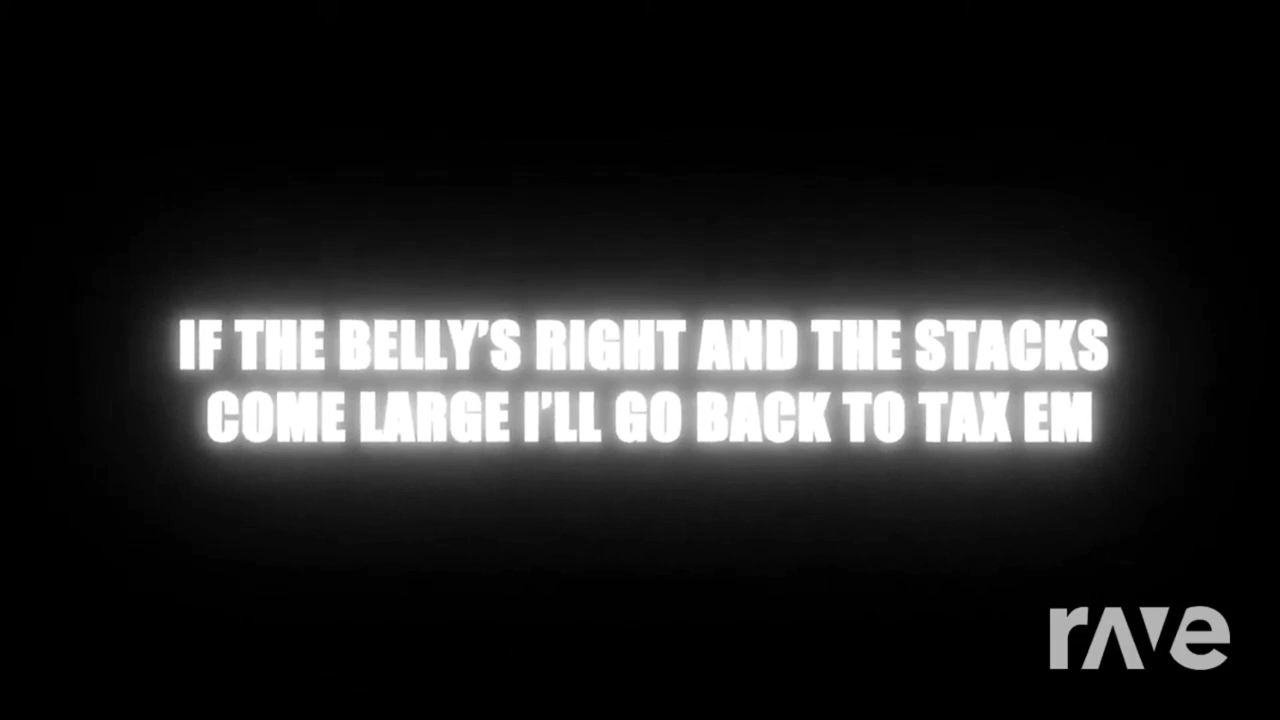 IF THE BELLY'S RIGHT AND THE STACKS
COME LARGE I'LL GO BACK TO TAX EM
rave